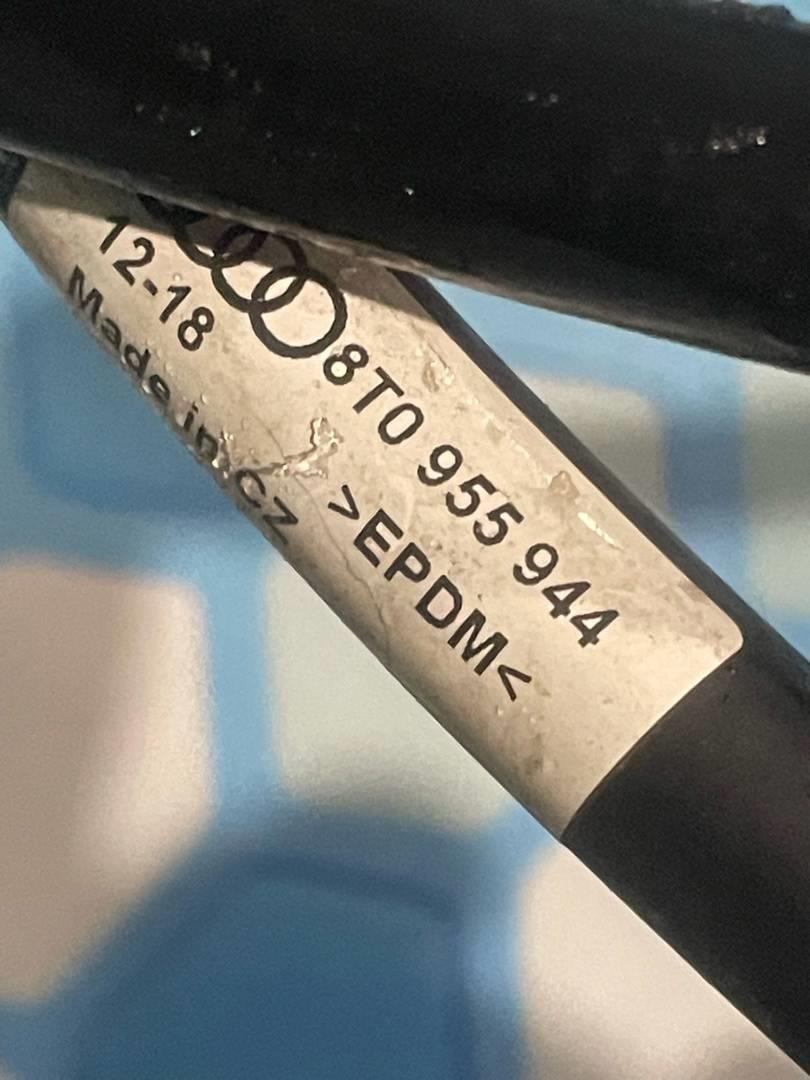 8T0 955 944
12-18
>EPDM<
Made in CZ